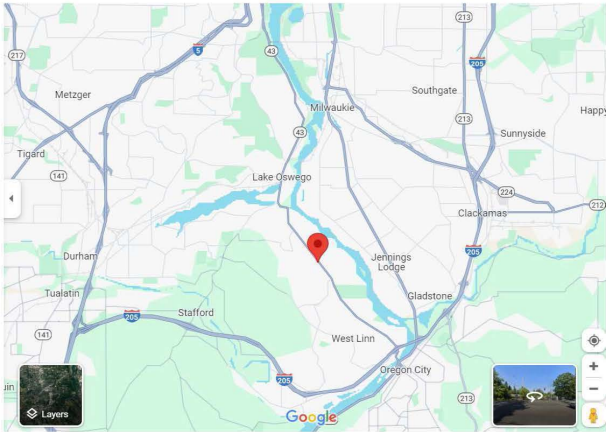 213
5
43
217
Metzger
205
Southgate
Milwaukie
213
Happy
43
Sunnyside
Tigard
141
Lake Oswego
224
212
Clackamas
205
Durham
Jennings
Lodge
Tualatin
Gladstone
205
Stafford
141
West Linn
Oregon City
205
213
Layers
Google